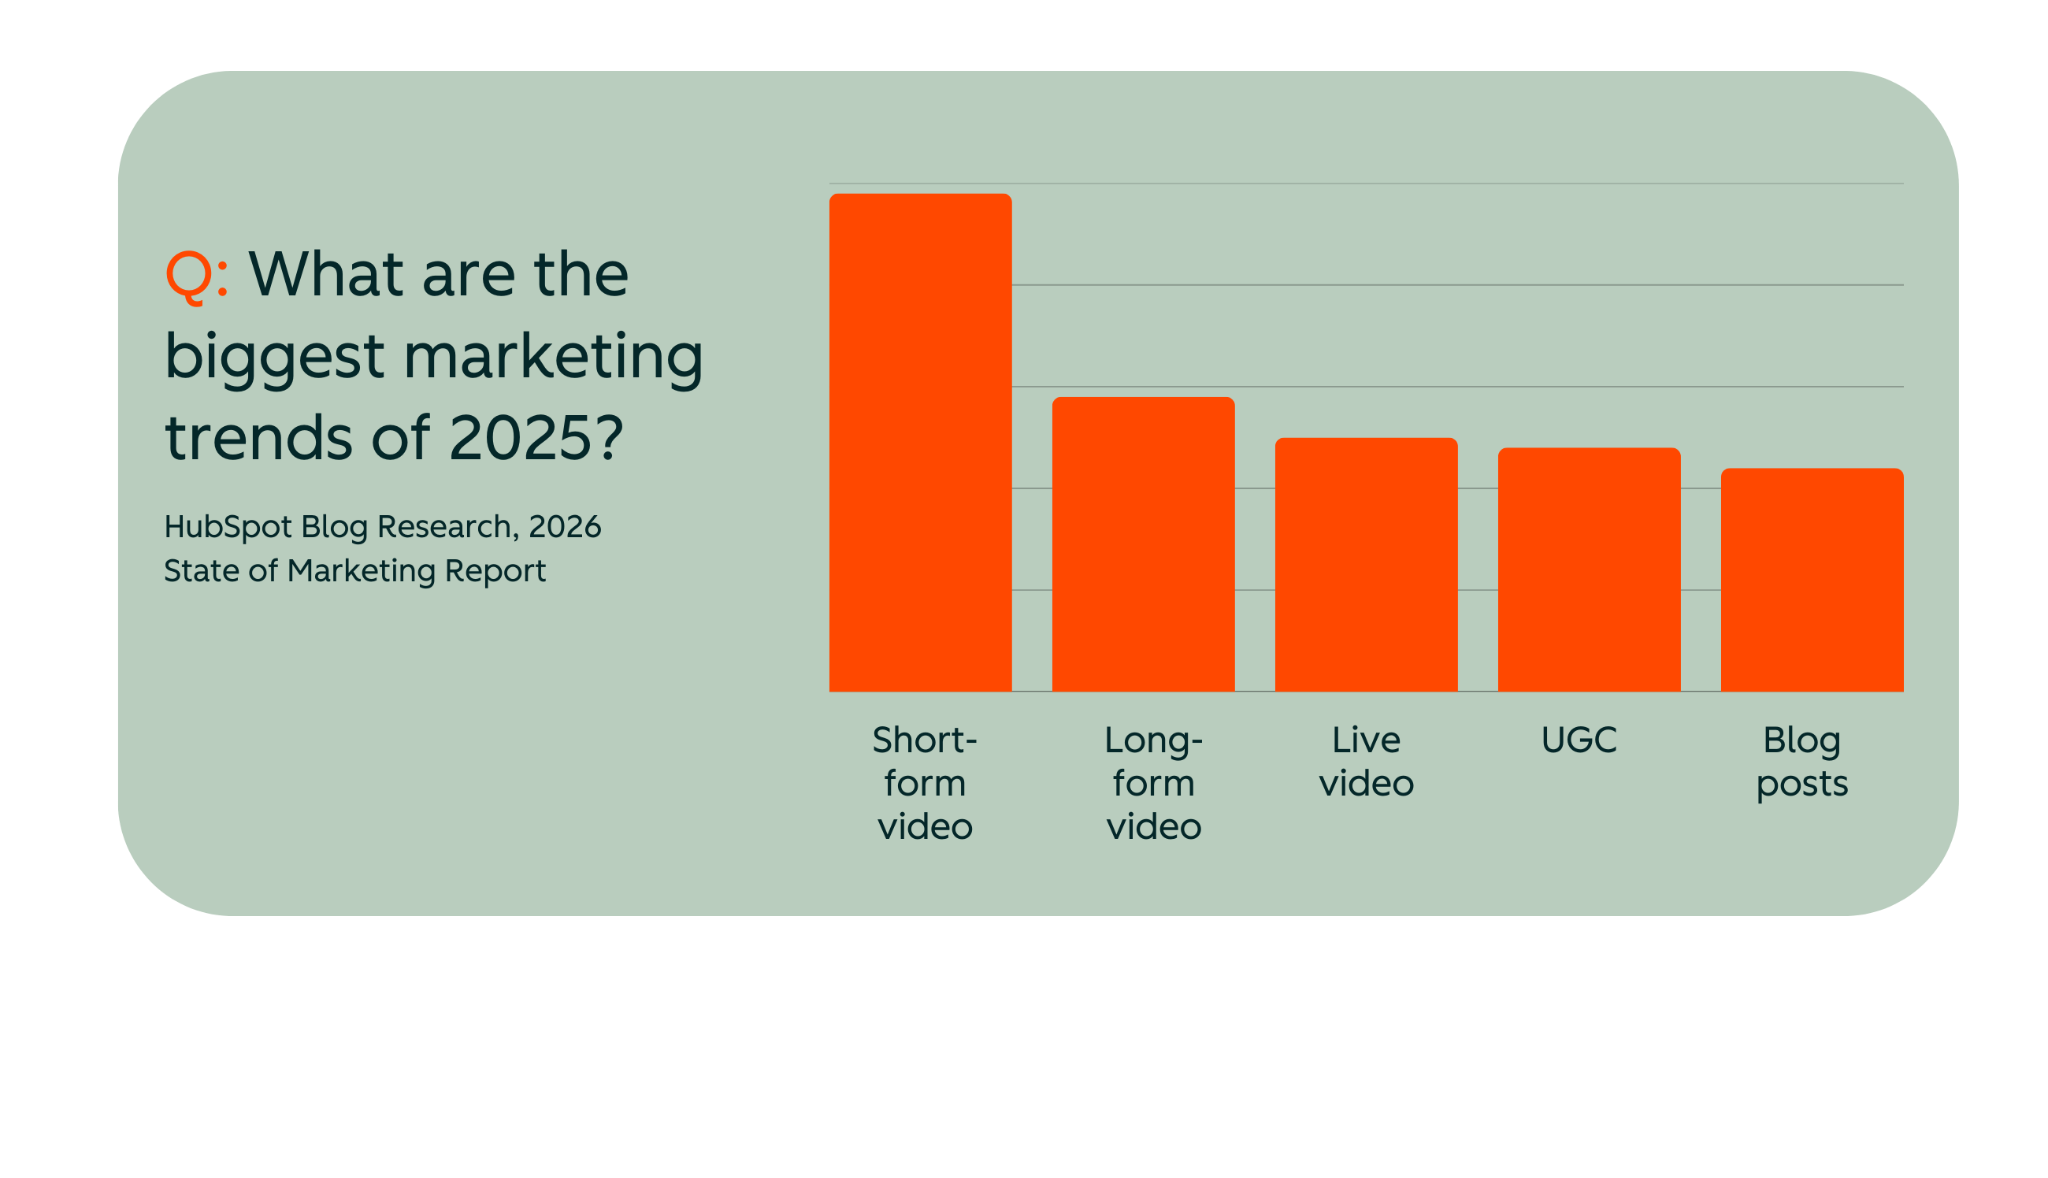 Q: What are the
biggest marketing
trends of 2025?
HubSpot Blog Research, 2026
State of Marketing Report
Short-
form
video
Long-
form
video
Live
video
UGC
Blog
posts